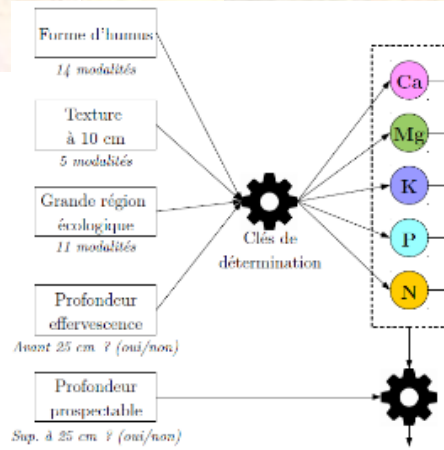 Forme d'humus
14 modalités
Texture
à 10 cm
5 modalités
Grande région
écologique
11 modalités
Profondeur
effervescence
Avant 25 cm ? (oui/non)
Profondeur
prospectable
Sup. à 25 cm ? (oui/non)
Clés de
détermination
Ca
Mg
K
P
N